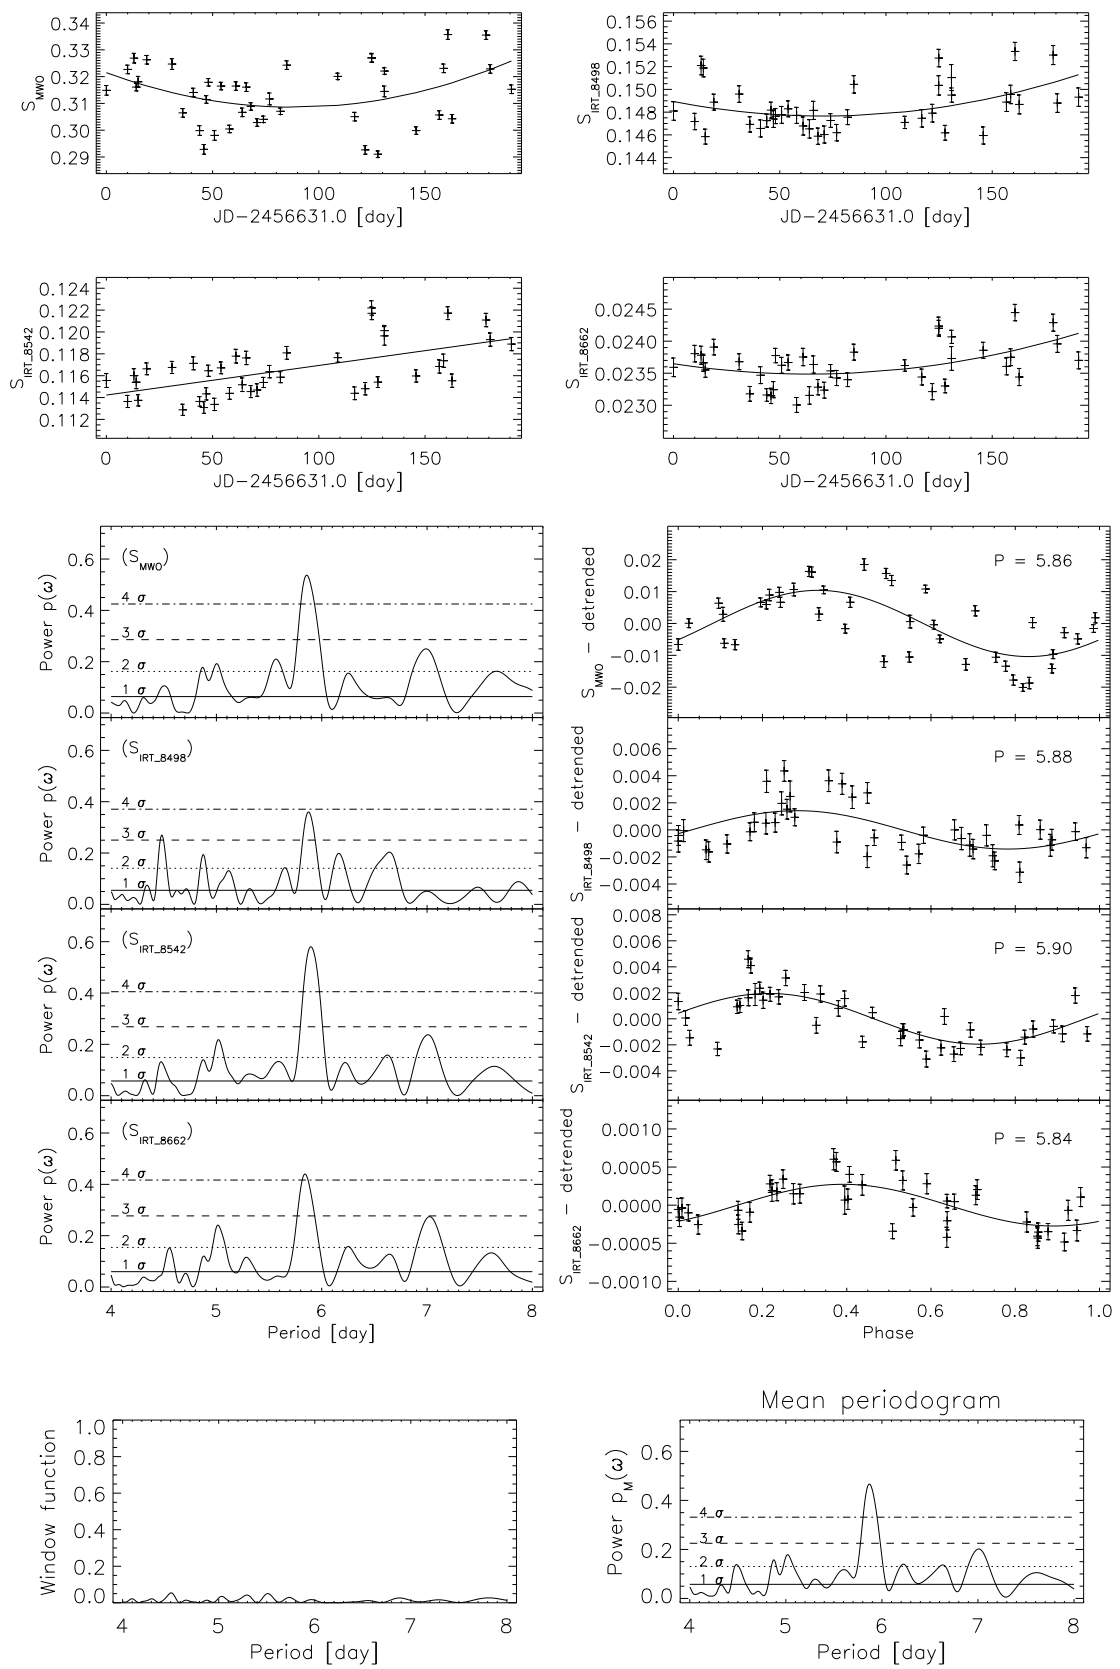 0.34
0.33
0.32
0.31
0.30
0.29
S_MWO
0 50 100 150
JD-2456631.0 [day]
0.156
0.154
0.152
0.150
0.148
0.146
0.144
S_IRT_8498
0 50 100 150
JD-2456631.0 [day]
0.124
0.122
0.120
0.118
0.116
0.114
0.112
S_IRT_8542
0 50 100 150
JD-2456631.0 [day]
0.0245
0.0240
0.0235
0.0230
S_IRT_8662
0 50 100 150
JD-2456631.0 [day]
(S_MWO)
0.6
0.4
0.2
0.0
Power p(ω)
4 σ
3 σ
2 σ
1 σ
(S_IRT_8498)
0.6
0.4
0.2
0.0
Power p(ω)
4 σ
3 σ
2 σ
1 σ
(S_IRT_8542)
0.6
0.4
0.2
0.0
Power p(ω)
4 σ
3 σ
2 σ
1 σ
(S_IRT_8662)
0.6
0.4
0.2
0.0
Power p(ω)
4 σ
3 σ
2 σ
1 σ
4 5 6 7 8
Period [day]
P = 5.86
0.02
0.01
0.00
−0.01
−0.02
S_MWO − detrended
P = 5.88
0.006
0.004
0.002
0.000
−0.002
−0.004
S_IRT_8498 − detrended
P = 5.90
0.008
0.006
0.004
0.002
0.000
−0.002
−0.004
S_IRT_8542 − detrended
P = 5.84
0.0010
0.0005
0.0000
−0.0005
−0.0010
S_IRT_8662 − detrended
0.0 0.2 0.4 0.6 0.8 1.0
Phase
1.0
0.8
0.6
0.4
0.2
0.0
Window function
4 5 6 7 8
Period [day]
Mean periodogram
0.6
0.4
0.2
0.0
Power p_M(ω)
4 σ
3 σ
2 σ
1 σ
4 5 6 7 8
Period [day]